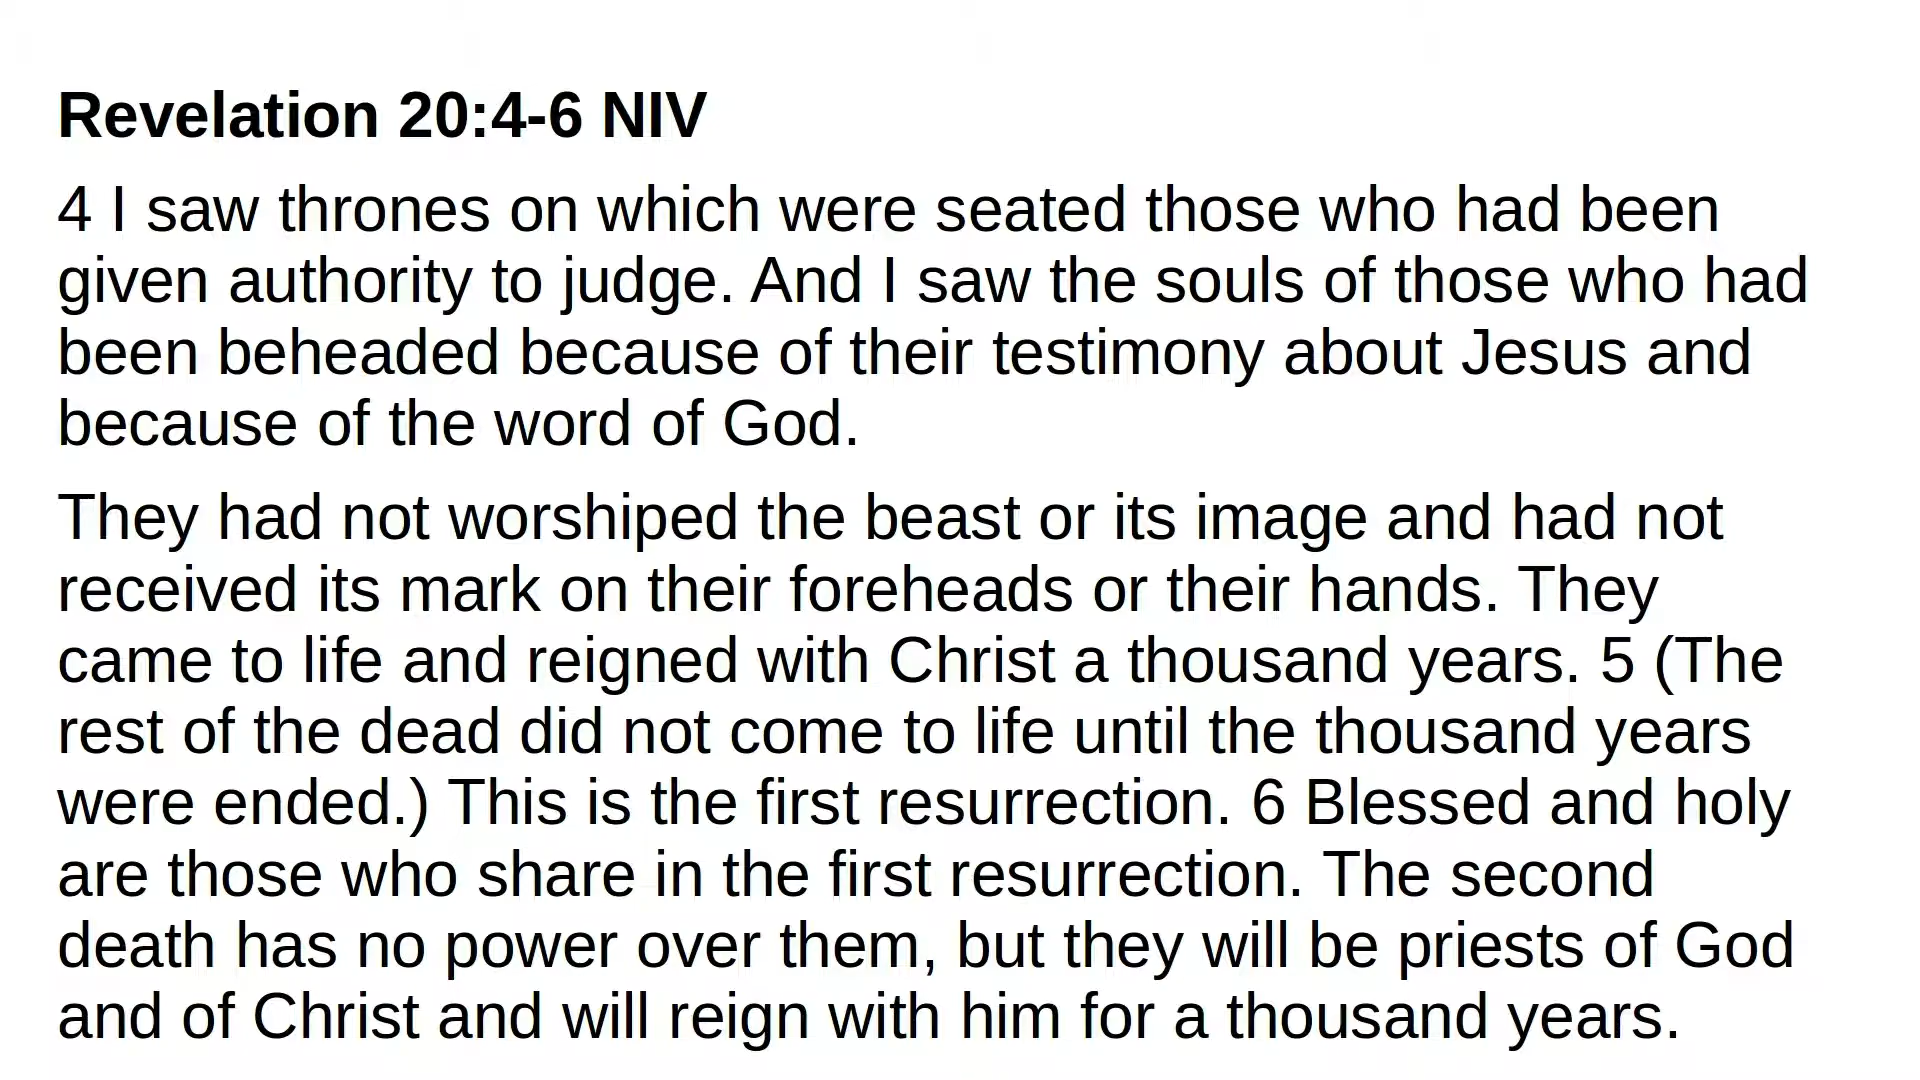 Revelation 20:4-6 NIV
4 I saw thrones on which were seated those who had been
given authority to judge. And I saw the souls of those who had
been beheaded because of their testimony about Jesus and
because of the word of God.
They had not worshiped the beast or its image and had not
received its mark on their foreheads or their hands. They
came to life and reigned with Christ a thousand years. 5 (The
rest of the dead did not come to life until the thousand years
were ended.) This is the first resurrection. 6 Blessed and holy
are those who share in the first resurrection. The second
death has no power over them, but they will be priests of God
and of Christ and will reign with him for a thousand years.